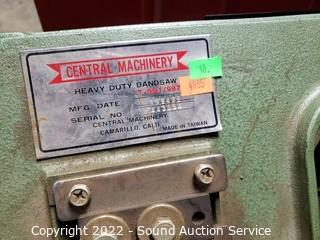 CENTRAL MACHINERY
HEAVY DUTY BANDSAW
MFG. DATE:
SERIAL NO:
CENTRAL MACHINERY
CAMARILLO, CALIF. MADE IN TAIWAN
Copyright 2022 - Sound Auction Service